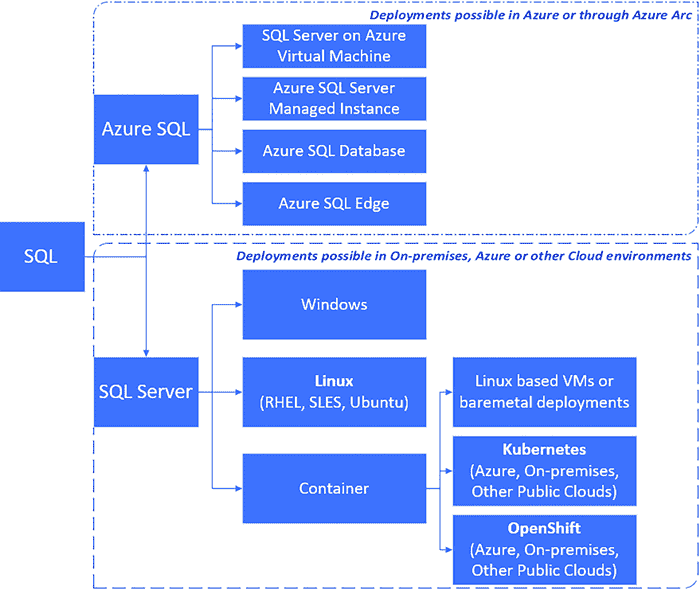 Deployments possible in Azure or through Azure Arc
SQL Server on Azure
Virtual Machine
Azure SQL Server
Managed Instance
Azure SQL
Azure SQL Database
Azure SQL Edge
SQL
Deployments possible in On-premises, Azure or other Cloud environments
Windows
SQL Server
Linux
(RHEL, SLES, Ubuntu)
Linux based VMs or
baremetal deployments
Container
Kubernetes
(Azure, On-premises,
Other Public Clouds)
OpenShift
(Azure, On-premises,
Other Public Clouds)